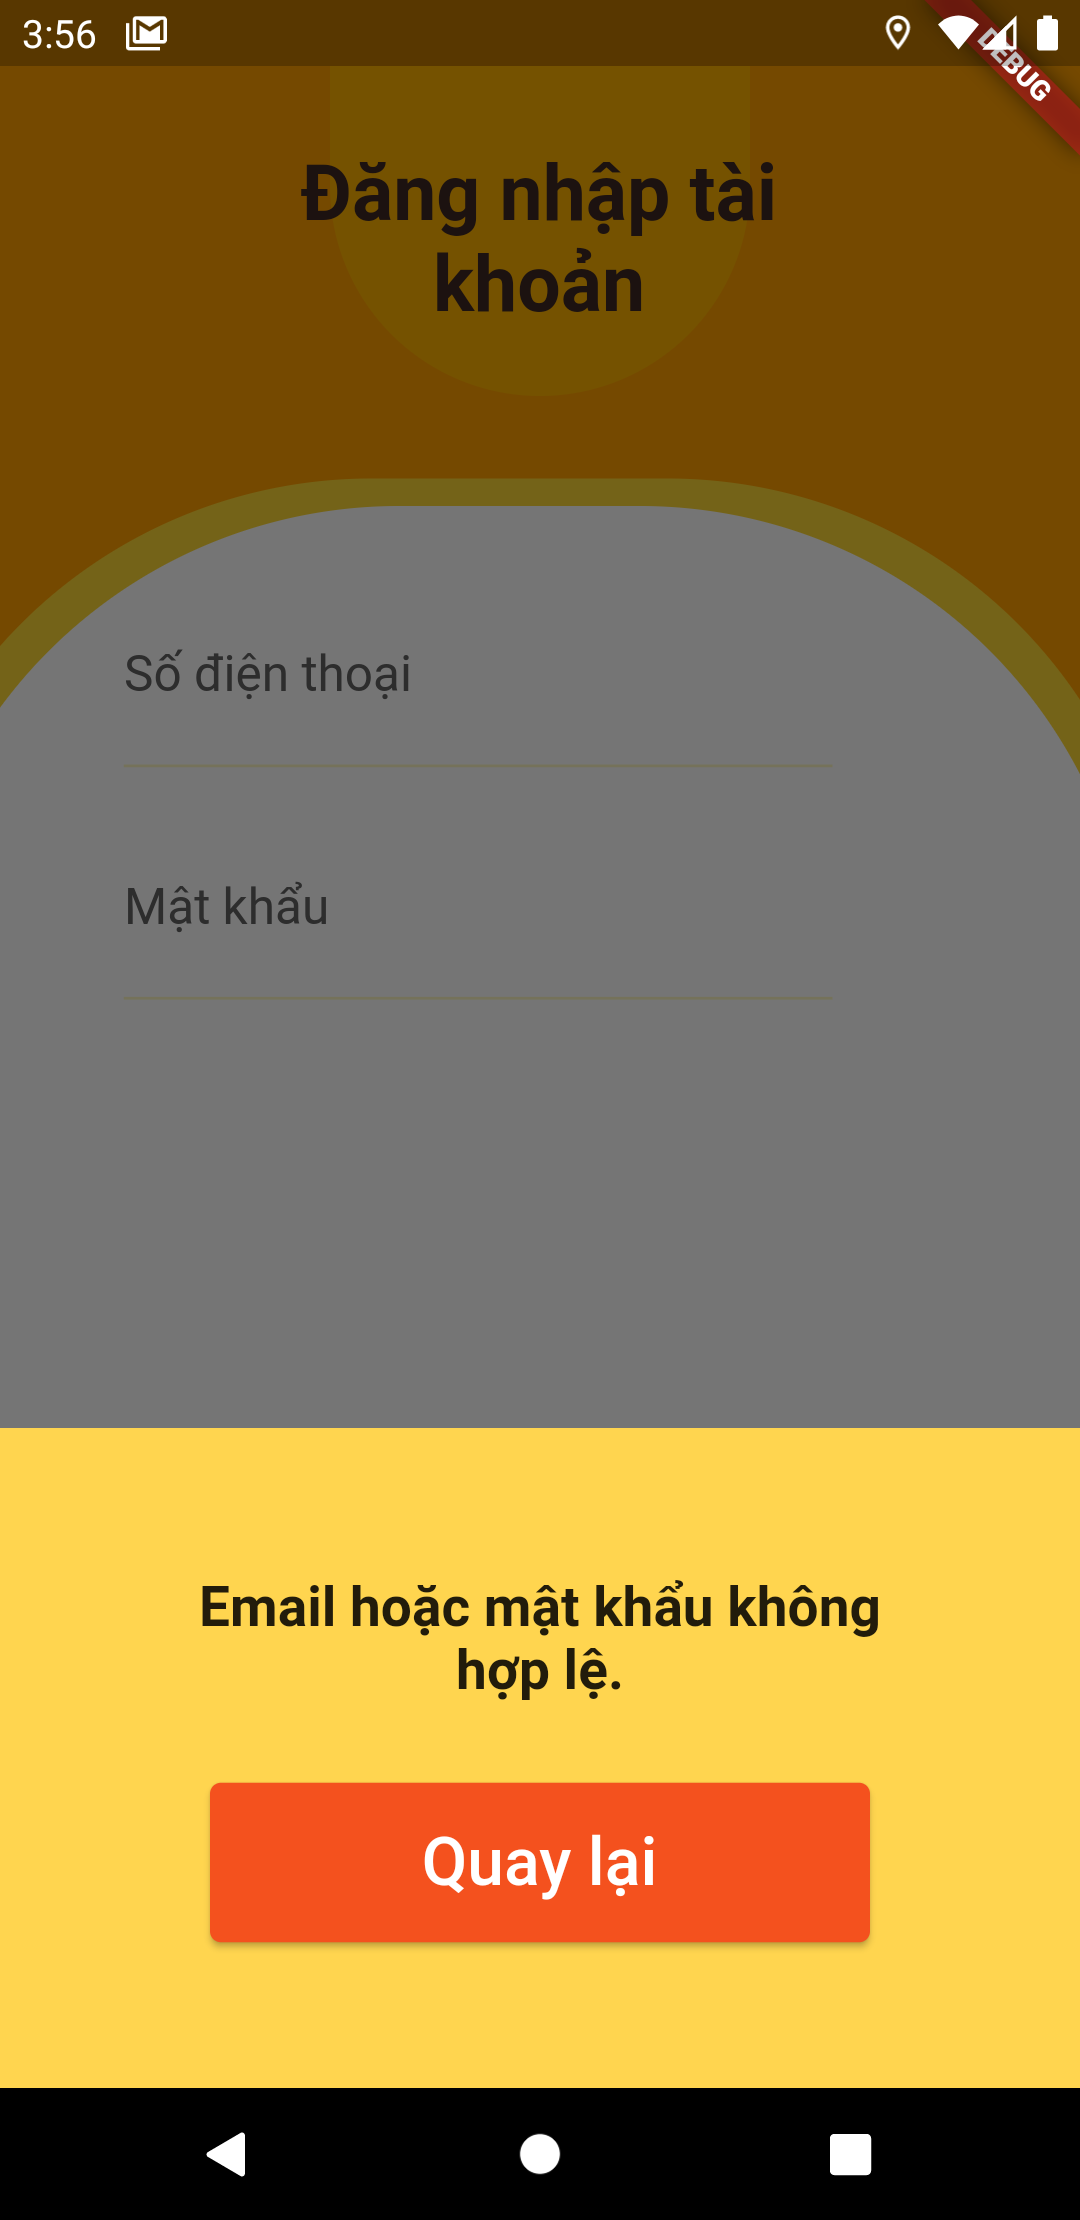 3:56
DEBUG
Đăng nhập tài
khoản
Số điện thoại
Mật khẩu
Email hoặc mật khẩu không
hợp lệ.
Quay lại